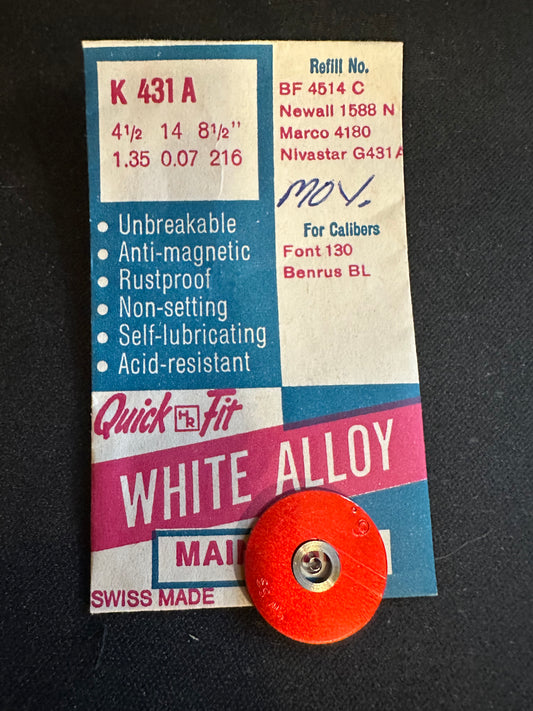 K 431 A
4½ 14 8½"
1.35 0.07 216
Refill No.
BF 4514 C
Newall 1588 N
Marco 4180
Nivastar G431A
Mov.
For Calibers
Font 130
Benrus BL
• Unbreakable
• Anti-magnetic
• Rustproof
• Non-setting
• Self-lubricating
• Acid-resistant
Quick MR Fit
WHITE ALLOY
MAI
SWISS MADE